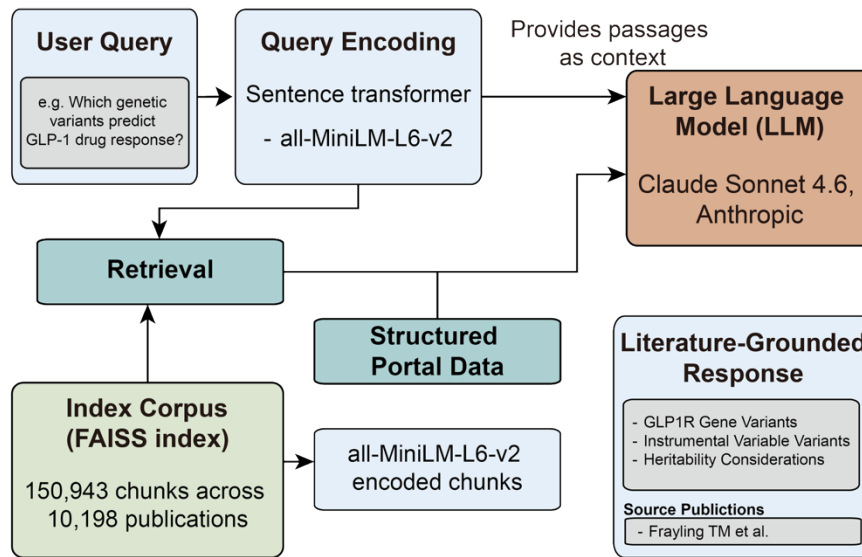 User Query
e.g. Which genetic
variants predict
GLP-1 drug response?
Query Encoding
Sentence transformer
- all-MiniLM-L6-v2
Provides passages
as context
Large Language
Model (LLM)
Claude Sonnet 4.6,
Anthropic
Retrieval
Structured
Portal Data
Index Corpus
(FAISS index)
150,943 chunks across
10,198 publications
all-MiniLM-L6-v2
encoded chunks
Literature-Grounded
Response
- GLP1R Gene Variants
- Instrumental Variable Variants
- Heritability Considerations
Source Publications
- Frayling TM et al.